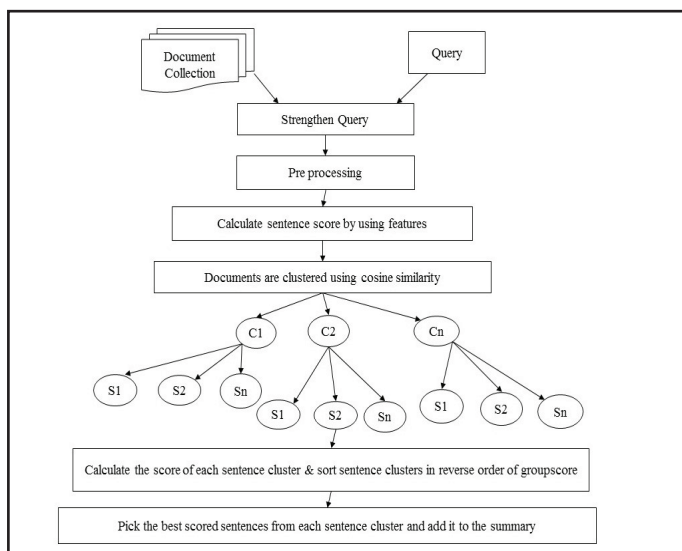 Document
Collection
Query
Strengthen Query
Pre processing
Calculate sentence score by using features
Documents are clustered using cosine similarity
C1 C2 Cn
S1 S2 Sn S1 S2 Sn S1 S2 Sn
Calculate the score of each sentence cluster & sort sentence clusters in reverse order of groupscore
Pick the best scored sentences from each sentence cluster and add it to the summary